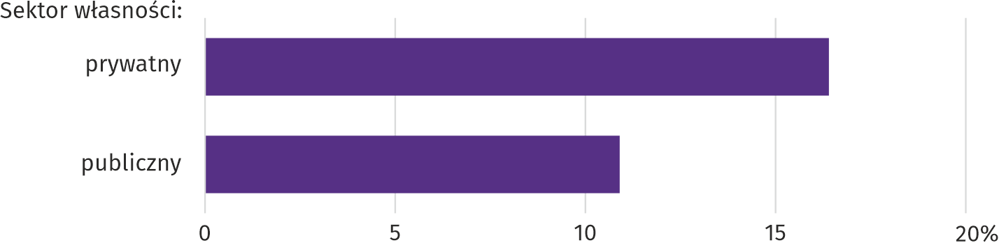 Sektor własności:
prywatny
publiczny
0 5 10 15 20%